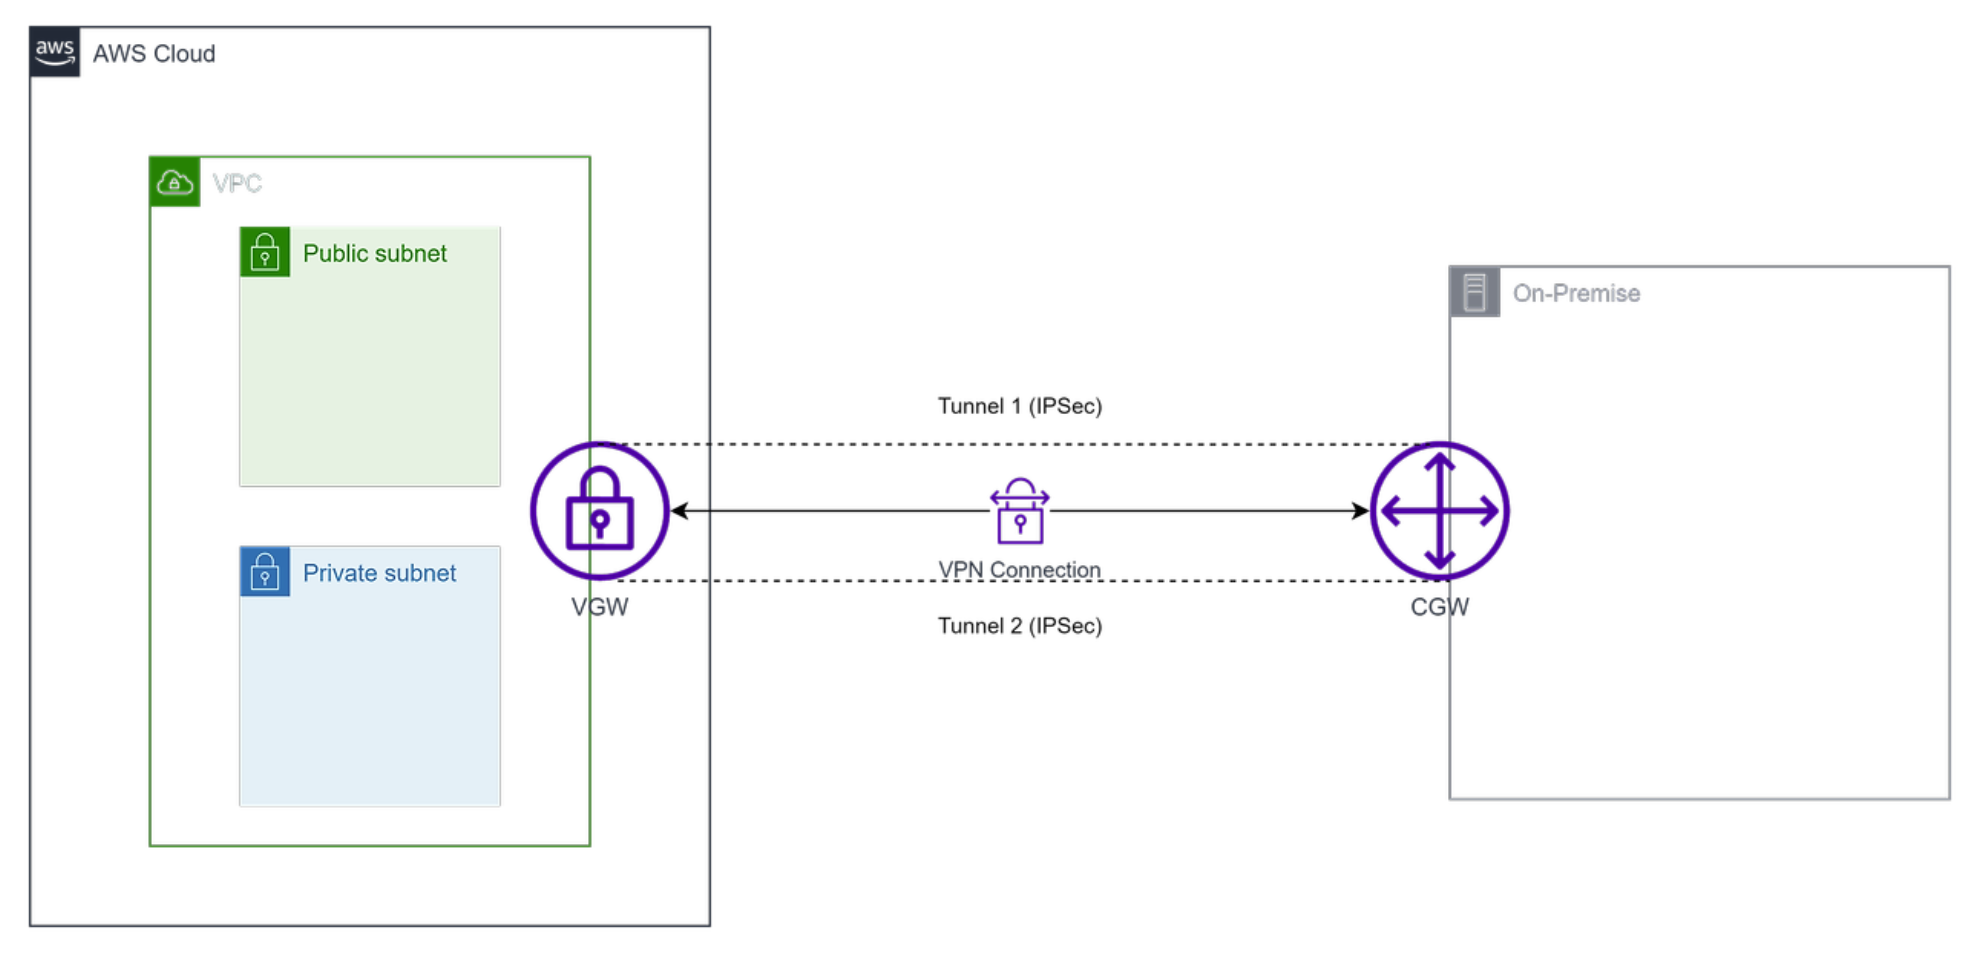 aws
AWS Cloud
VPC
Public subnet
Private subnet
VGW
Tunnel 1 (IPSec)
VPN Connection
Tunnel 2 (IPSec)
On-Premise
CGW